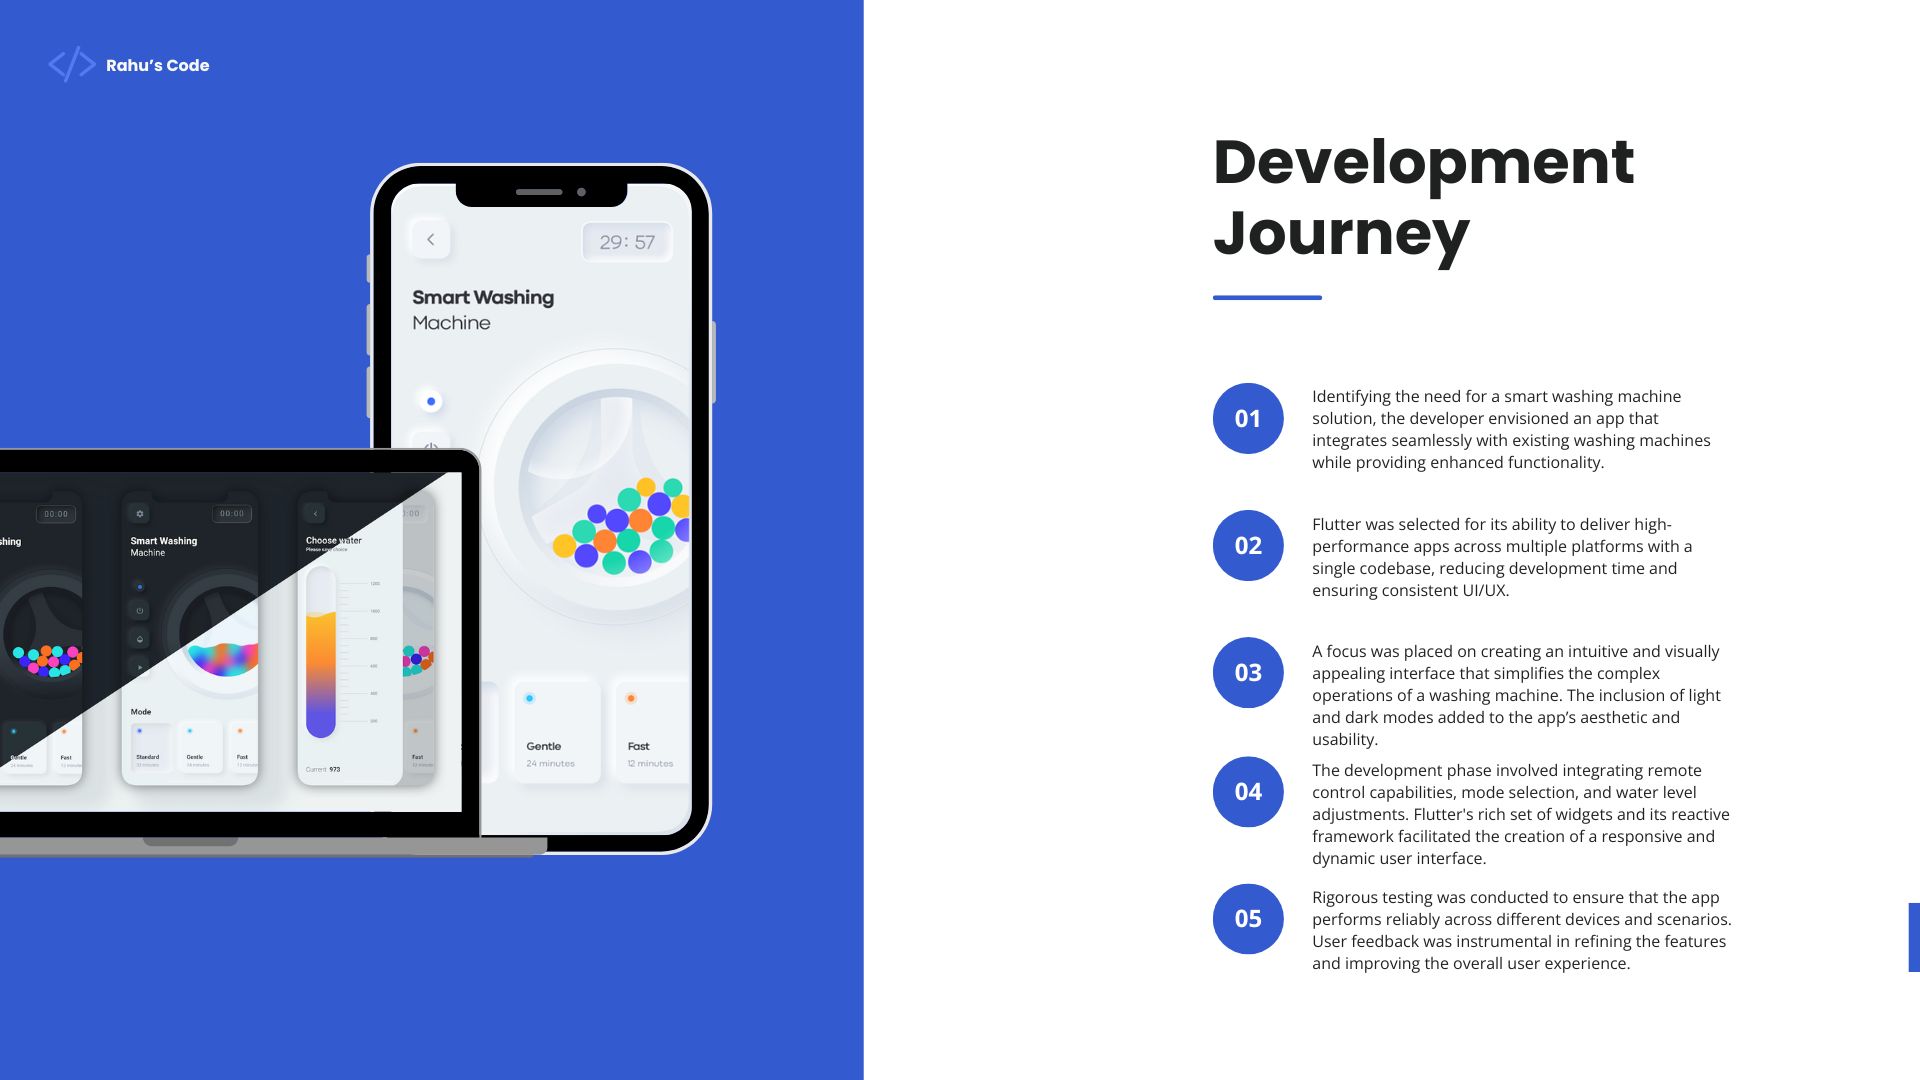 Rahu's Code
29: 57
Smart Washing
Machine
Gentle
24 minutes
Fast
12 minutes
00:00
Smart Washing
Machine
Mode
Standard
Gentle
Fast
00:00
Choose water
1200
Current 973
Gentle
Fast
Fast
Development
Journey
01
Identifying the need for a smart washing machine
solution, the developer envisioned an app that
integrates seamlessly with existing washing machines
while providing enhanced functionality.
02
Flutter was selected for its ability to deliver high-
performance apps across multiple platforms with a
single codebase, reducing development time and
ensuring consistent UI/UX.
03
A focus was placed on creating an intuitive and visually
appealing interface that simplifies the complex
operations of a washing machine. The inclusion of light
and dark modes added to the app’s aesthetic and
usability.
04
The development phase involved integrating remote
control capabilities, mode selection, and water level
adjustments. Flutter's rich set of widgets and its reactive
framework facilitated the creation of a responsive and
dynamic user interface.
05
Rigorous testing was conducted to ensure that the app
performs reliably across different devices and scenarios.
User feedback was instrumental in refining the features
and improving the overall user experience.